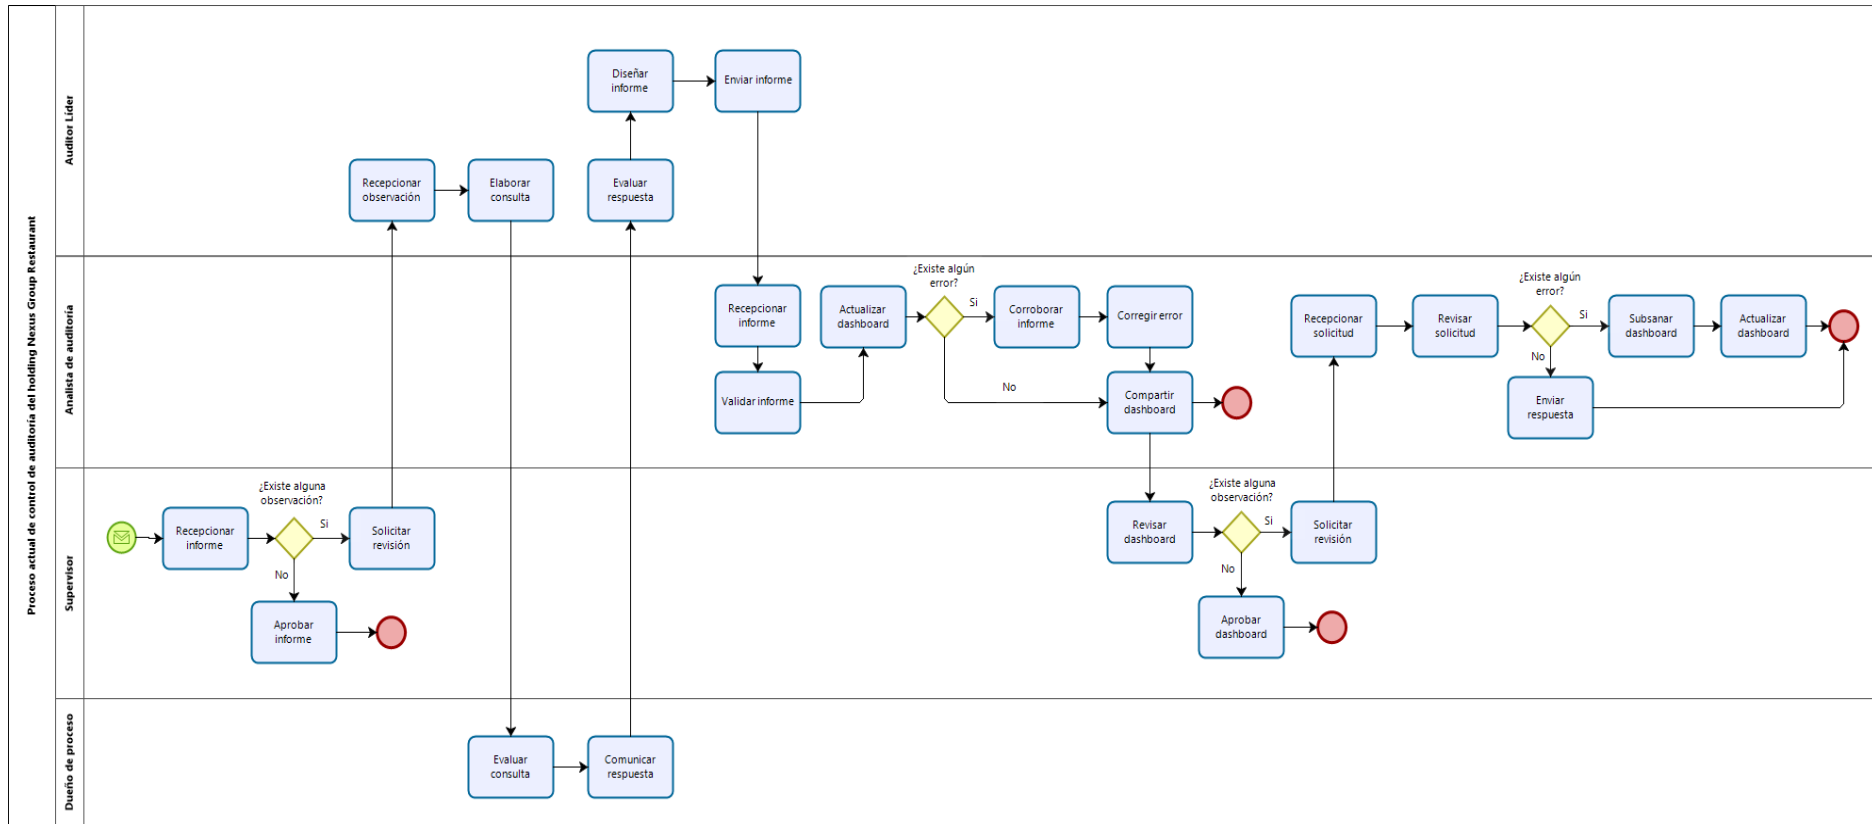 Proceso actual de control de auditoría del holding Nexus Group Restaurant
Auditor Líder
Diseñar
informe
Enviar informe
Recepcionar
observación
Elaborar
consulta
Evaluar
respuesta
Analista de auditoría
Recepcionar
informe
Validar informe
Actualizar
dashboard
¿Existe algún
error?
Si
No
Corroborar
informe
Corregir error
Compartir
dashboard
Recepcionar
solicitud
Revisar
solicitud
¿Existe algún
error?
Si
No
Subsanar
dashboard
Actualizar
dashboard
Enviar
respuesta
Supervisor
Recepcionar
informe
¿Existe alguna
observación?
Si
No
Solicitar
revisión
Aprobar
informe
Revisar
dashboard
¿Existe alguna
observación?
Si
No
Solicitar
revisión
Aprobar
dashboard
Dueño de proceso
Evaluar
consulta
Comunicar
respuesta